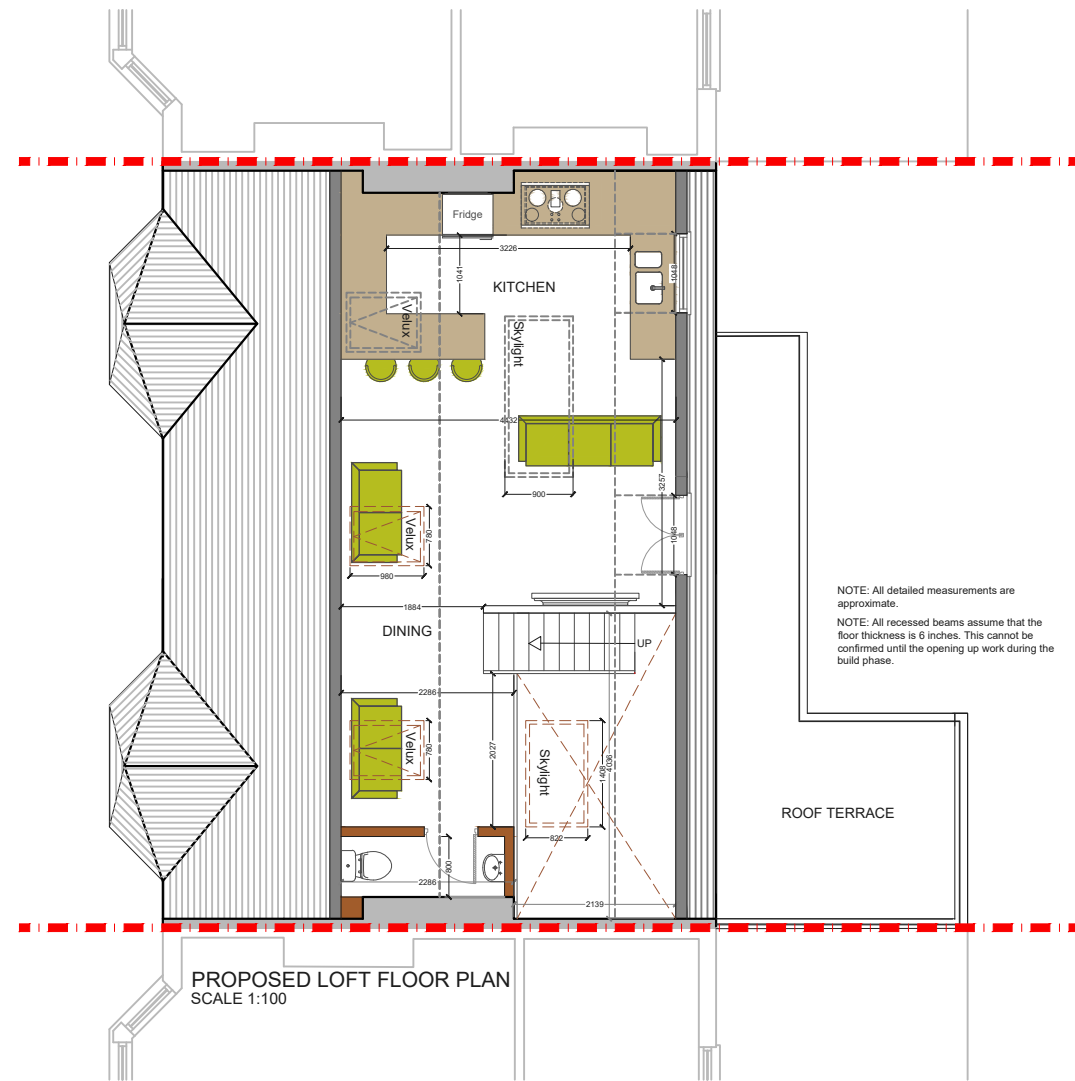 Fridge
3226
1041
KITCHEN
1048
Velux
Skylight
4432
3257
900
Velux
780
1048
980
1884
DINING
UP
NOTE: All detailed measurements are
approximate.
NOTE: All recessed beams assume that the
floor thickness is 6 inches. This cannot be
confirmed until the opening up work during the
build phase.
2286
2027
Velux
780
Skylight
1408
4036
822
ROOF TERRACE
800
2286
2139
PROPOSED LOFT FLOOR PLAN
SCALE 1:100